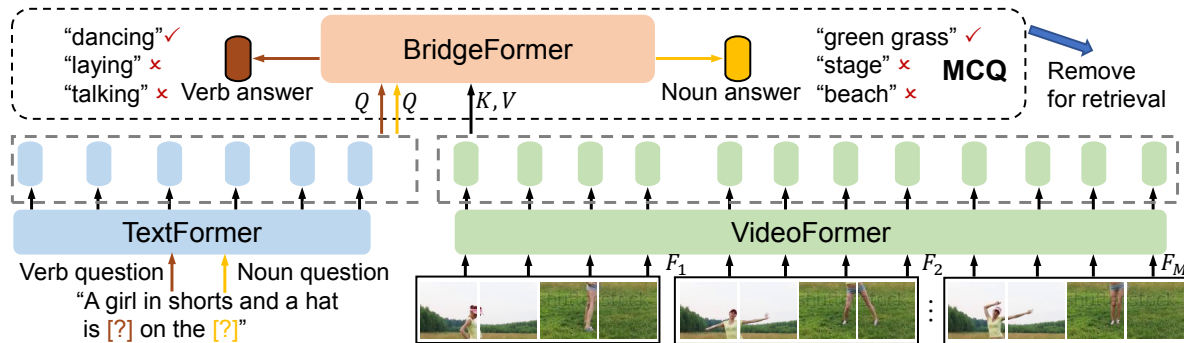 “dancing”✓
“laying” ×
“talking” ×
Verb answer
BridgeFormer
Noun answer
“green grass” ✓
“stage” ×
“beach” ×
MCQ
Remove
for retrieval
Q
Q
K, V
TextFormer
VideoFormer
Verb question
Noun question
“A girl in shorts and a hat
is [?] on the [?]”
F1
F2
FM